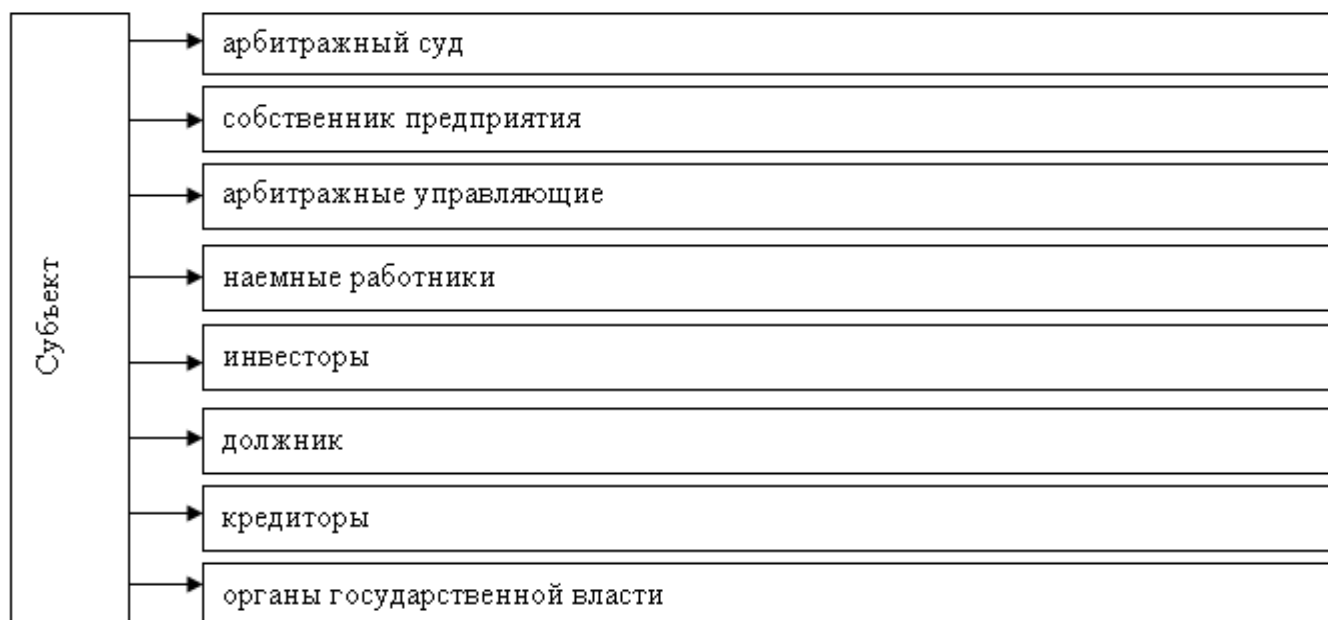 Субъект
арбитражный суд
собственник предприятия
арбитражные управляющие
наемные работники
инвесторы
должник
кредиторы
органы государственной власти